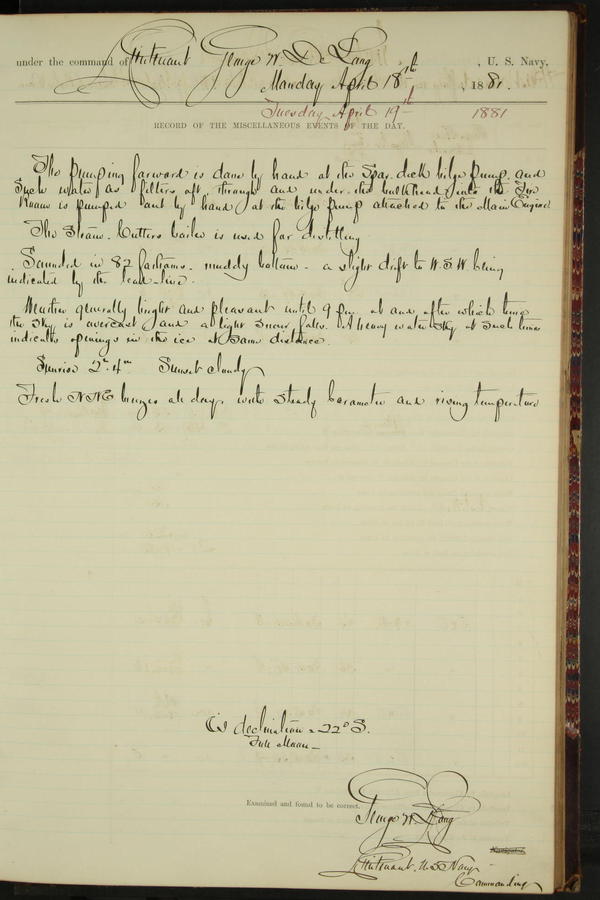 under the command of Lieutenant George W. De Long, U. S. Navy,
Monday April 18th, 1881.
Tuesday April 19th 1881
RECORD OF THE MISCELLANEOUS EVENTS OF THE DAY.
The pumping forward is done by hand at the Spar deck bilge pump, and
such water as filters aft, through and under the bulkhead into the Fire
Room is pumped out by hand at the bilge pump attached to the Main Engine
The Steam Cutters boiler is used for distilling
Sounded in 82 fathoms. muddy bottom - a slight drift to W.S.W being
indicated by the lead-line.
Weather generally bright and pleasant until 9 pm. at and after which time
the sky is overcast and a light snow falls. A heavy water sky at such times
indicates openings in the ice at some distance.
Sunrise 2h. 4m Sunset cloudy
Fresh NNE breezes all day with steady barometer and rising temperature
declination 22° S.
Full Moon -
Examined and found to be correct.
George W. De Long
Navigator.
Lieutenant, U.S. Navy
Commanding